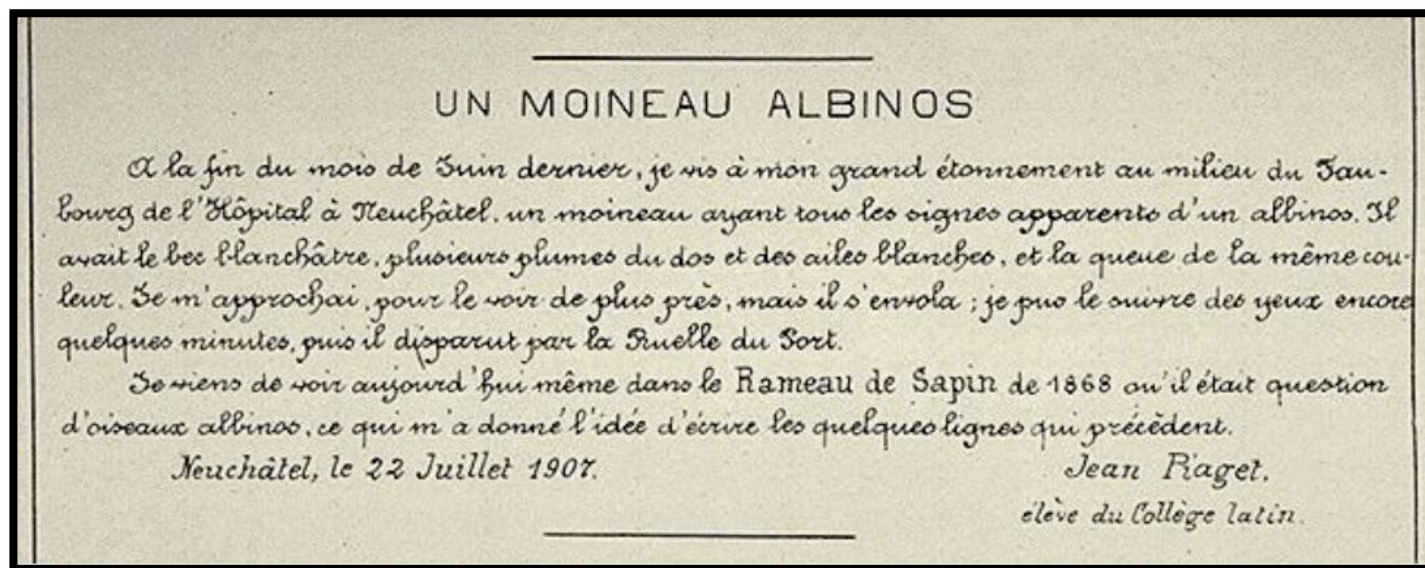 UN MOINEAU ALBINOS
A la fin du mois de Juin dernier, je vis à mon grand étonnement au milieu du Fau-
bourg de l'Hôpital à Neuchâtel, un moineau ayant tous les signes apparents d'un albinos. Il
avait le bec blanchâtre, plusieurs plumes du dos et des ailes blanches, et la queue de la même cou-
leur. Je m'approchai, pour le voir de plus près, mais il s'envola ; je pus le suivre des yeux encore
quelques minutes, puis il disparut par la Ruelle du Port.
Je viens de voir aujourd'hui même dans le Rameau de Sapin de 1868 qu'il était question
d'oiseaux albinos, ce qui m'a donné l'idée d'écrire les quelques lignes qui précèdent.
Neuchâtel, le 22 Juillet 1907. Jean Piaget,
élève du Collège latin.